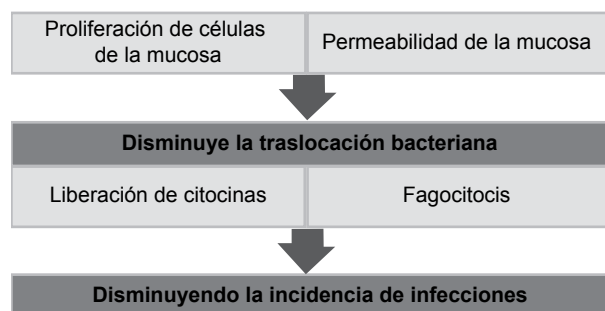 Proliferación de células
de la mucosa
Permeabilidad de la mucosa
Disminuye la traslocación bacteriana
Liberación de citocinas
Fagocitocis
Disminuyendo la incidencia de infecciones